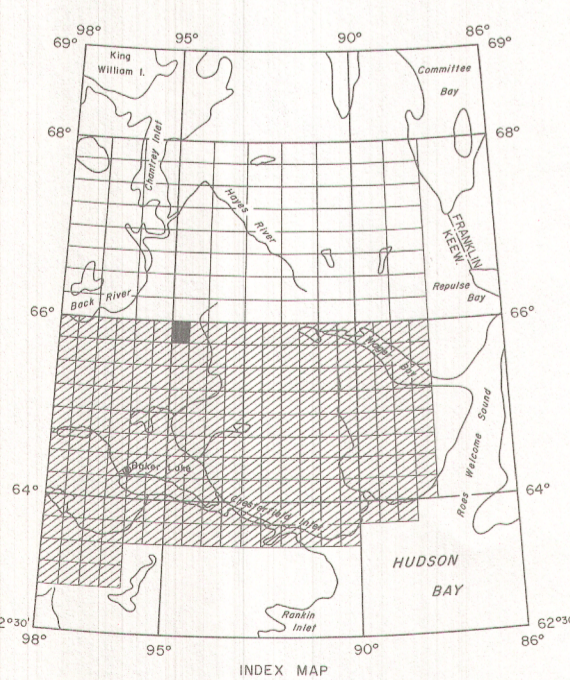 98°
95°
90°
86°
69°
69°
King
William I.
Committee
Bay
68°
68°
Chantrey Inlet
Hayes
River
FRANKLIN
KEEW.
Repulse
Bay
Back River
66°
66°
Wager Bay
Roes Welcome Sound
Baker Lake
64°
64°
Chesterfield Inlet
HUDSON
BAY
Rankin
Inlet
2°30'
62°30'
98°
95°
90°
86°
INDEX MAP